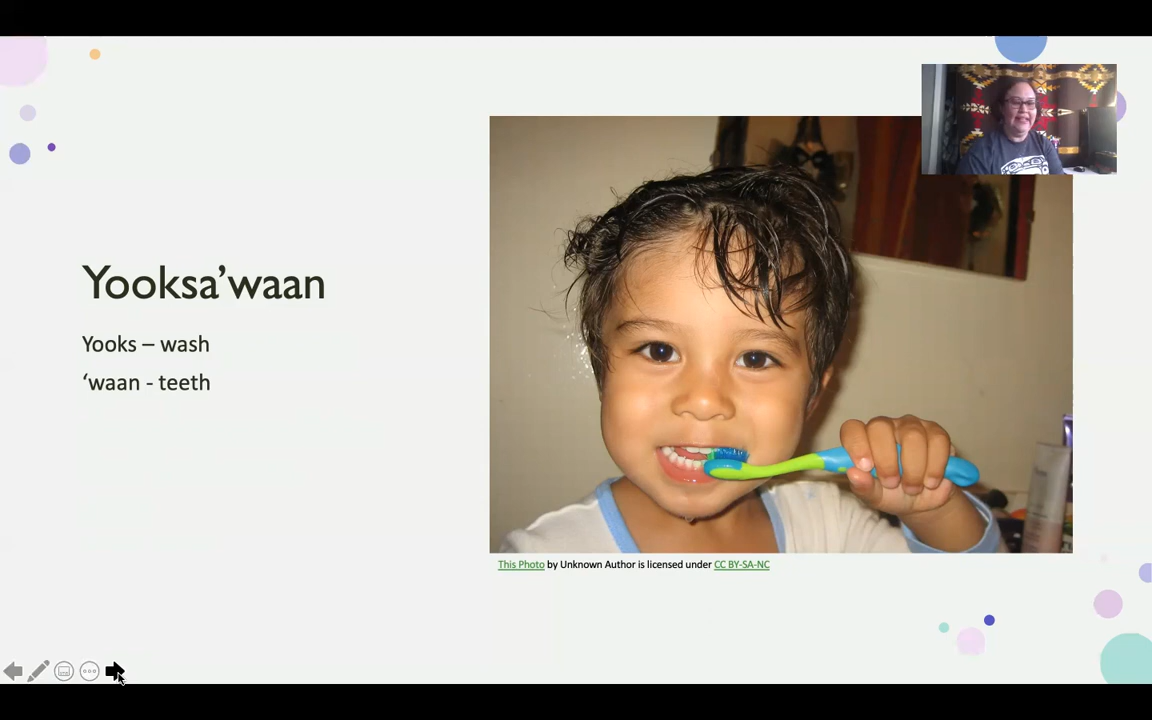 Yooksa’waan
Yooks – wash
‘waan - teeth
This Photo by Unknown Author is licensed under CC BY-SA-NC